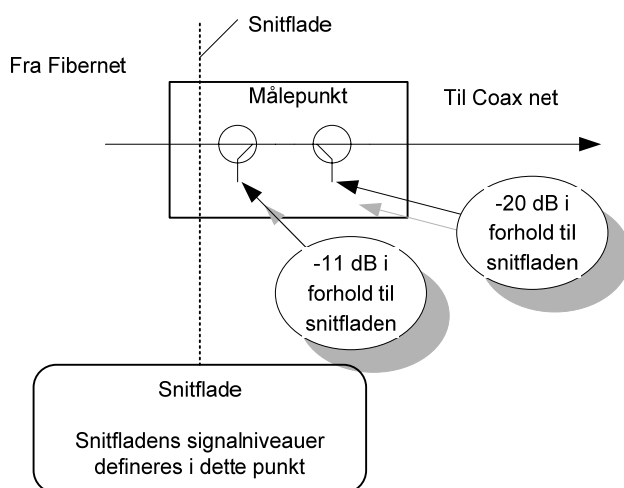 Snitflade
Fra Fibernet
Målepunkt
Til Coax net
-20 dB i
forhold til
snitfladen
-11 dB i
forhold til
snitfladen
Snitflade
Snitfladens signalniveauer
defineres i dette punkt